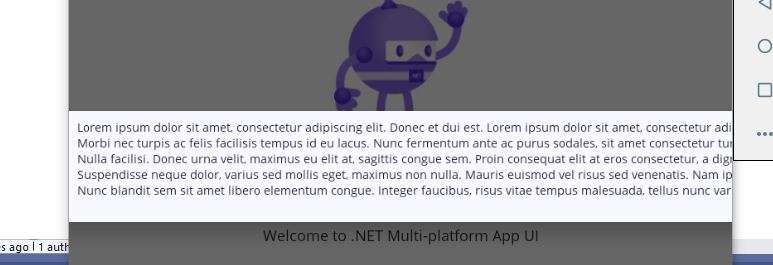 Lorem ipsum dolor sit amet, consectetur adipiscing elit. Donec et dui est. Lorem ipsum dolor sit amet, consectetur adi
Morbi nec turpis ac felis facilisis tempus id eu lacus. Nunc fermentum ante ac purus sodales, sit amet consectetur tur
Nulla facilisi. Donec urna velit, maximus eu elit at, sagittis congue sem. Proin consequat elit at eros consectetur, a dign
Suspendisse neque dolor, varius sed mollis eget, maximus non nulla. Mauris euismod vel risus sed venenatis. Nam ip
Nunc blandit sem sit amet libero elementum congue. Integer faucibus, risus vitae tempus malesuada, tellus nunc var
Welcome to .NET Multi-platform App UI
s ago | 1 auth